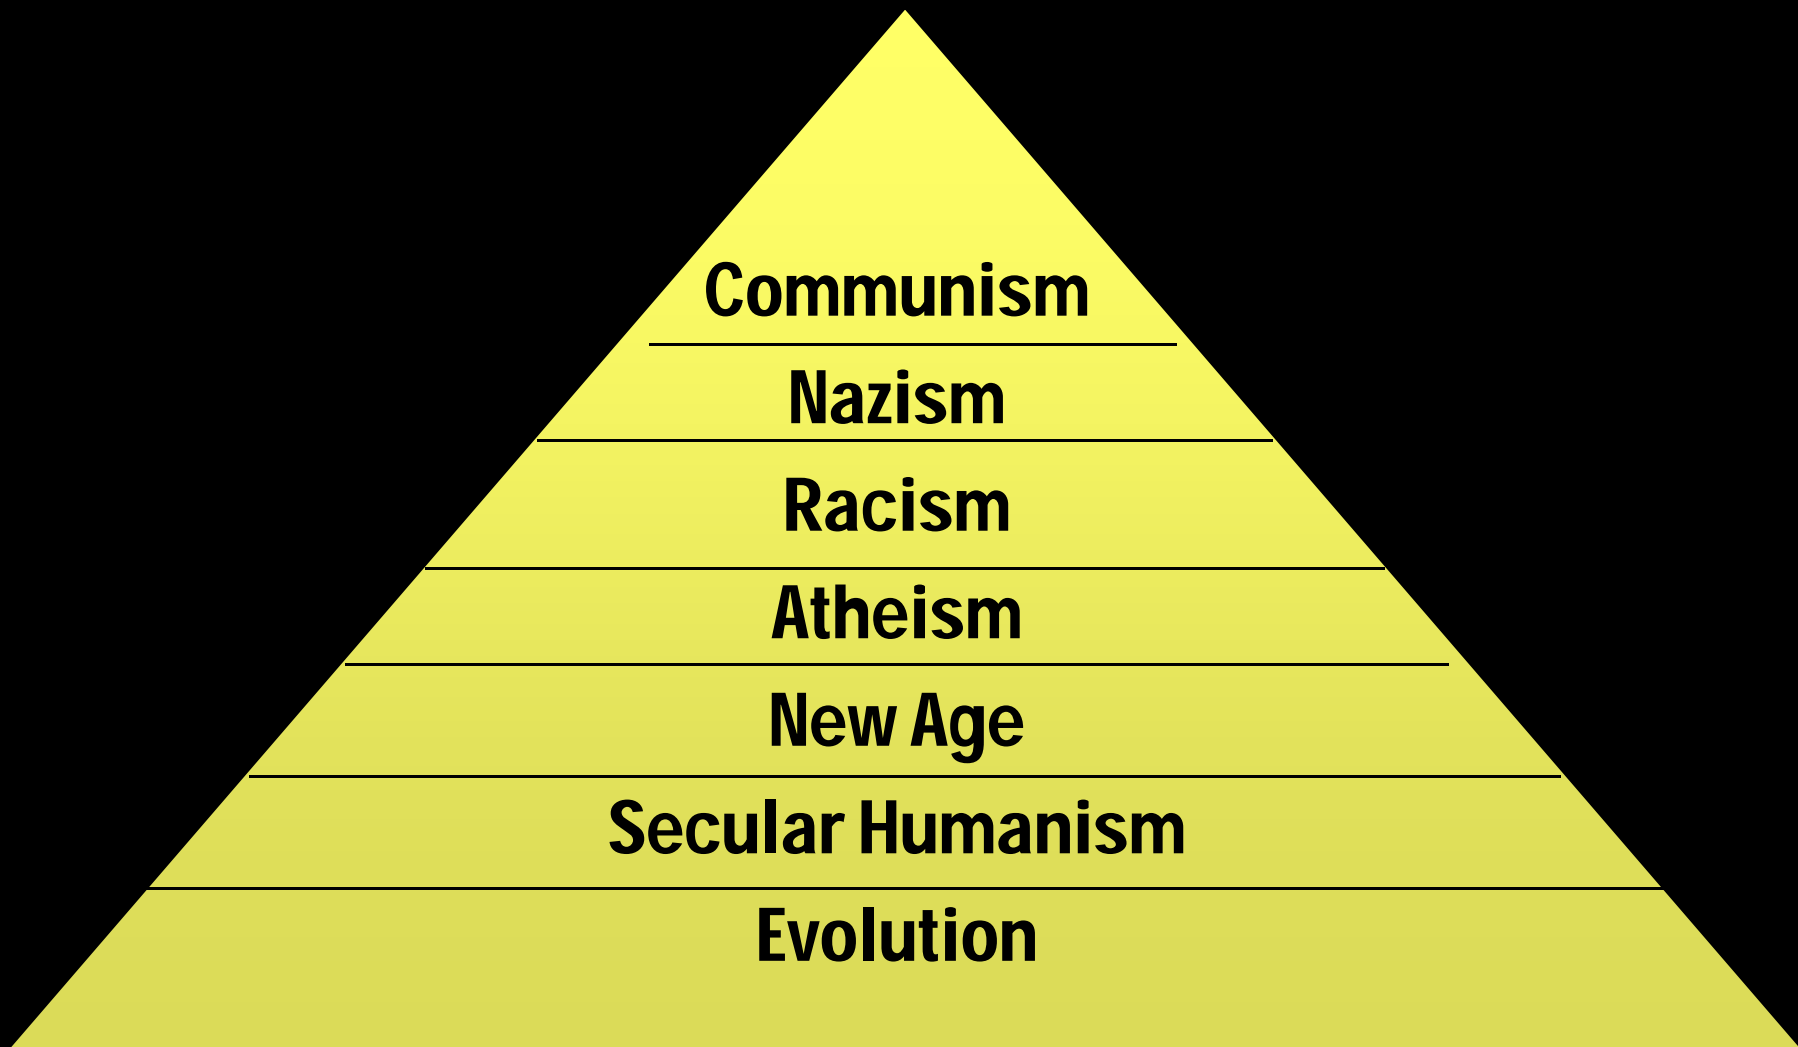 Communism
Nazism
Racism
Atheism
New Age
Secular Humanism
Evolution